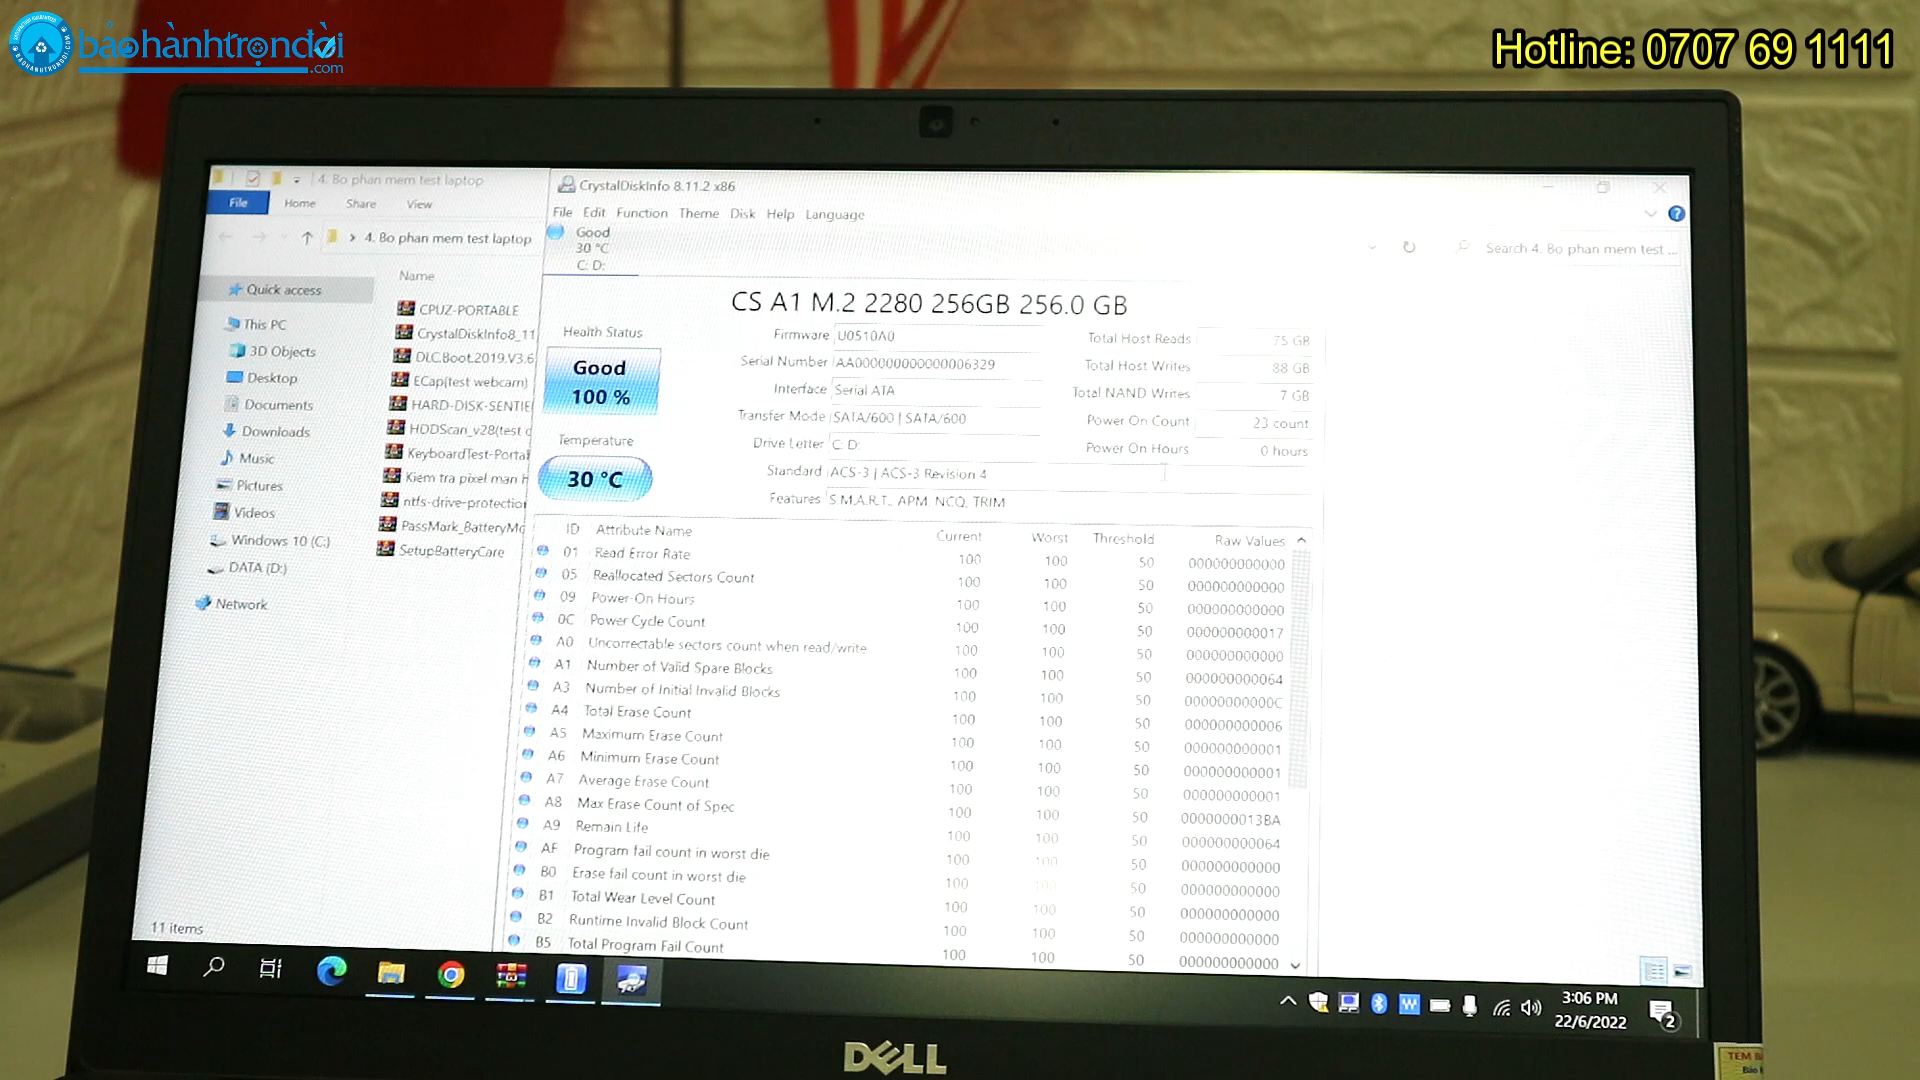 bảohànhtrọndời
.com
Hotline: 0707 69 1111
4. Bo phan mem test laptop
File Home Share View
4. Bo phan mem test laptop
Search 4. Bo phan mem test ...
Quick access
This PC
3D Objects
Desktop
Documents
Downloads
Music
Pictures
Videos
Windows 10 (C:)
DATA (D:)
Network
11 items
Name
CPUZ-PORTABLE
CrystalDiskInfo8_11
DLC.Boot.2019.V3.6
ECap(test webcam)
HARD-DISK-SENTIE
HDDScan_v28(test
KeyboardTest-Porta
Kiem tra pixel man
ntfs-drive-protection
PassMark_BatteryMo
SetupBatteryCare
CrystalDiskInfo 8.11.2 x86
File Edit Function Theme Disk Help Language
Good
30 °C
C: D:
CS A1 M.2 2280 256GB 256.0 GB
Health Status
Good
100 %
Temperature
30 °C
Firmware U0510A0
Serial Number AA000000000000006329
Interface Serial ATA
Transfer Mode SATA/600 | SATA/600
Drive Letter C: D:
Standard ACS-3 | ACS-3 Revision 4
Features S.M.A.R.T., APM, NCQ, TRIM
Total Host Reads 75 GB
Total Host Writes 88 GB
Total NAND Writes 7 GB
Power On Count 23 count
Power On Hours 0 hours
ID Attribute Name Current Worst Threshold Raw Values
01 Read Error Rate 100 100 50 000000000000
05 Reallocated Sectors Count 100 100 50 000000000000
09 Power-On Hours 100 100 50 000000000000
0C Power Cycle Count 100 100 50 000000000017
A0 Uncorrectable sectors count when read/write 100 100 50 000000000000
A1 Number of Valid Spare Blocks 100 100 50 000000000064
A3 Number of Initial Invalid Blocks 100 100 50 00000000000C
A4 Total Erase Count 100 100 50 000000000006
A5 Maximum Erase Count 100 100 50 000000000001
A6 Minimum Erase Count 100 100 50 000000000001
A7 Average Erase Count 100 100 50 000000000001
A8 Max Erase Count of Spec 100 100 50 0000000013BA
A9 Remain Life 100 100 50 000000000064
AF Program fail count in worst die 100 100 50 000000000000
B0 Erase fail count in worst die 100 100 50 000000000000
B1 Total Wear Level Count 100 100 50 000000000000
B2 Runtime Invalid Block Count 100 100 50 000000000000
B5 Total Program Fail Count 100 100 50 000000000000
3:06 PM
22/6/2022
2
DELL
TEM